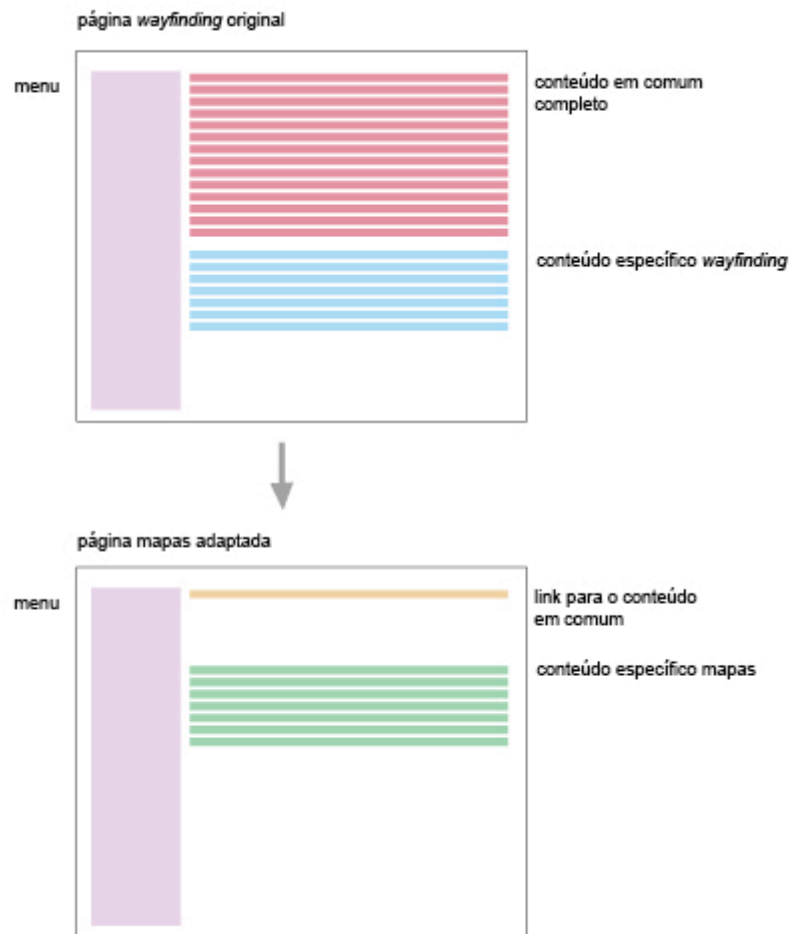 página wayfinding original
menu
conteúdo em comum
completo
conteúdo específico wayfinding
página mapas adaptada
menu
link para o conteúdo
em comum
conteúdo específico mapas